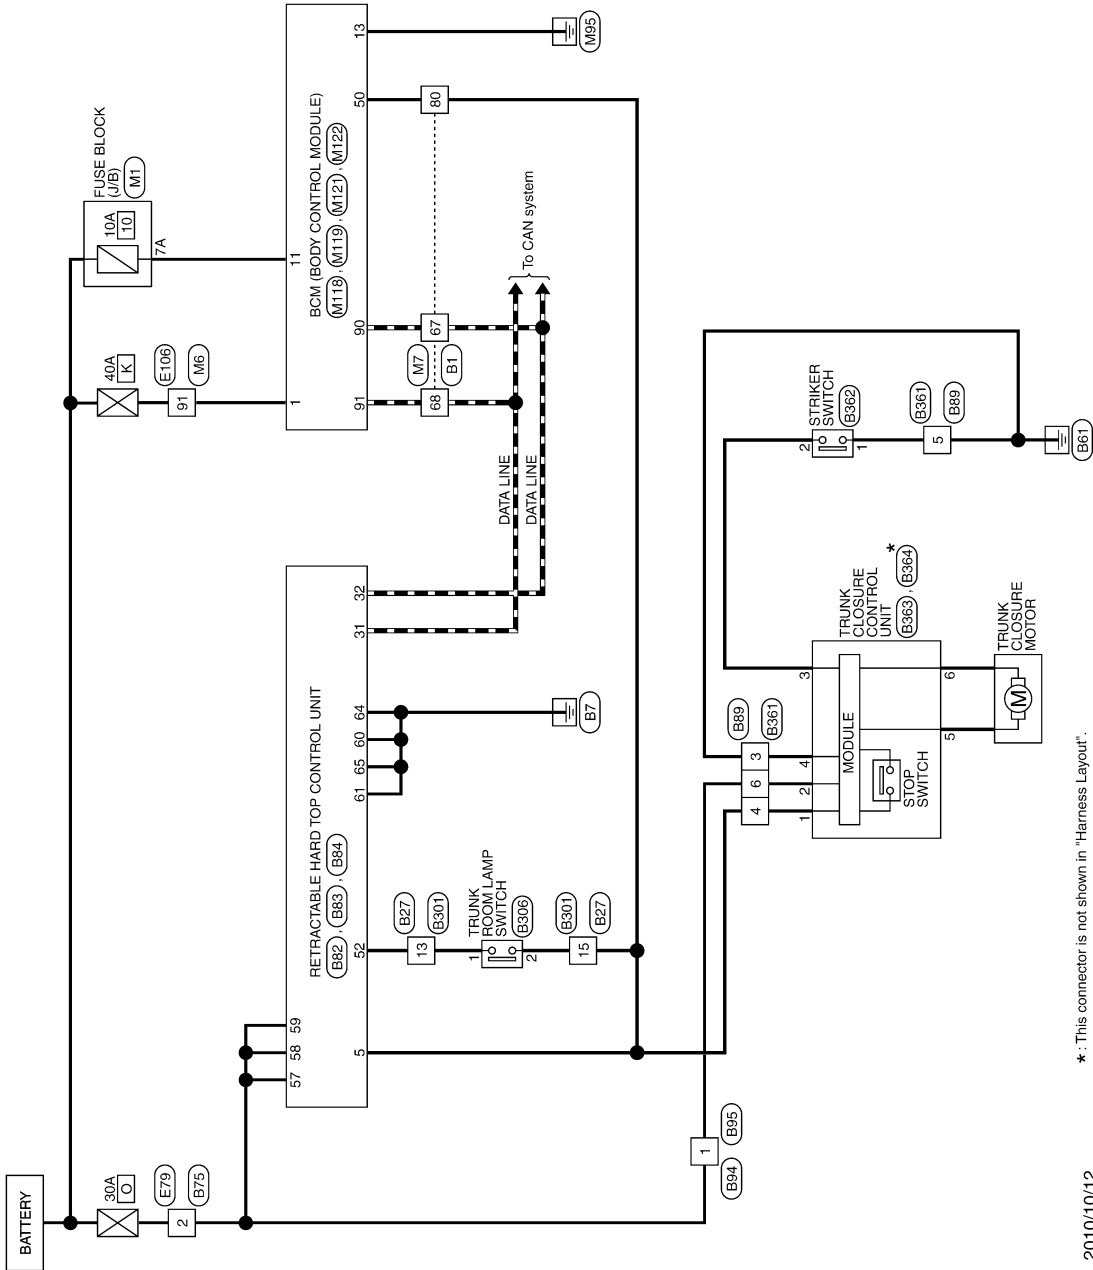 BATTERY
30A
O
E79
2
B75
40A
K
E106
91
M6
FUSE BLOCK
(J/B)
M1
10A
10
7A
57
58
59
RETRACTABLE HARD TOP CONTROL UNIT
B82 , B83 , B84
5
52
61
65
60
64
31
32
1
11
BCM (BODY CONTROL MODULE)
M118 , M119 , M121 , M122
91
90
50
13
B27
13
B301
TRUNK
ROOM LAMP
SWITCH
B306
1
2
B301
15
B27
B7
DATA LINE
DATA LINE
M7
68
67
80
B1
To CAN system
M95
B94
1
B95
B89
4
6
3
B361
1
2
4
3
MODULE
STOP
SWITCH
TRUNK
CLOSURE
CONTROL
UNIT
B363 , B364
*
5
6
M
TRUNK
CLOSURE
MOTOR
2
1
STRIKER
SWITCH
B362
B361
5
B89
B61
* : This connector is not shown in "Harness Layout".
2010/10/12